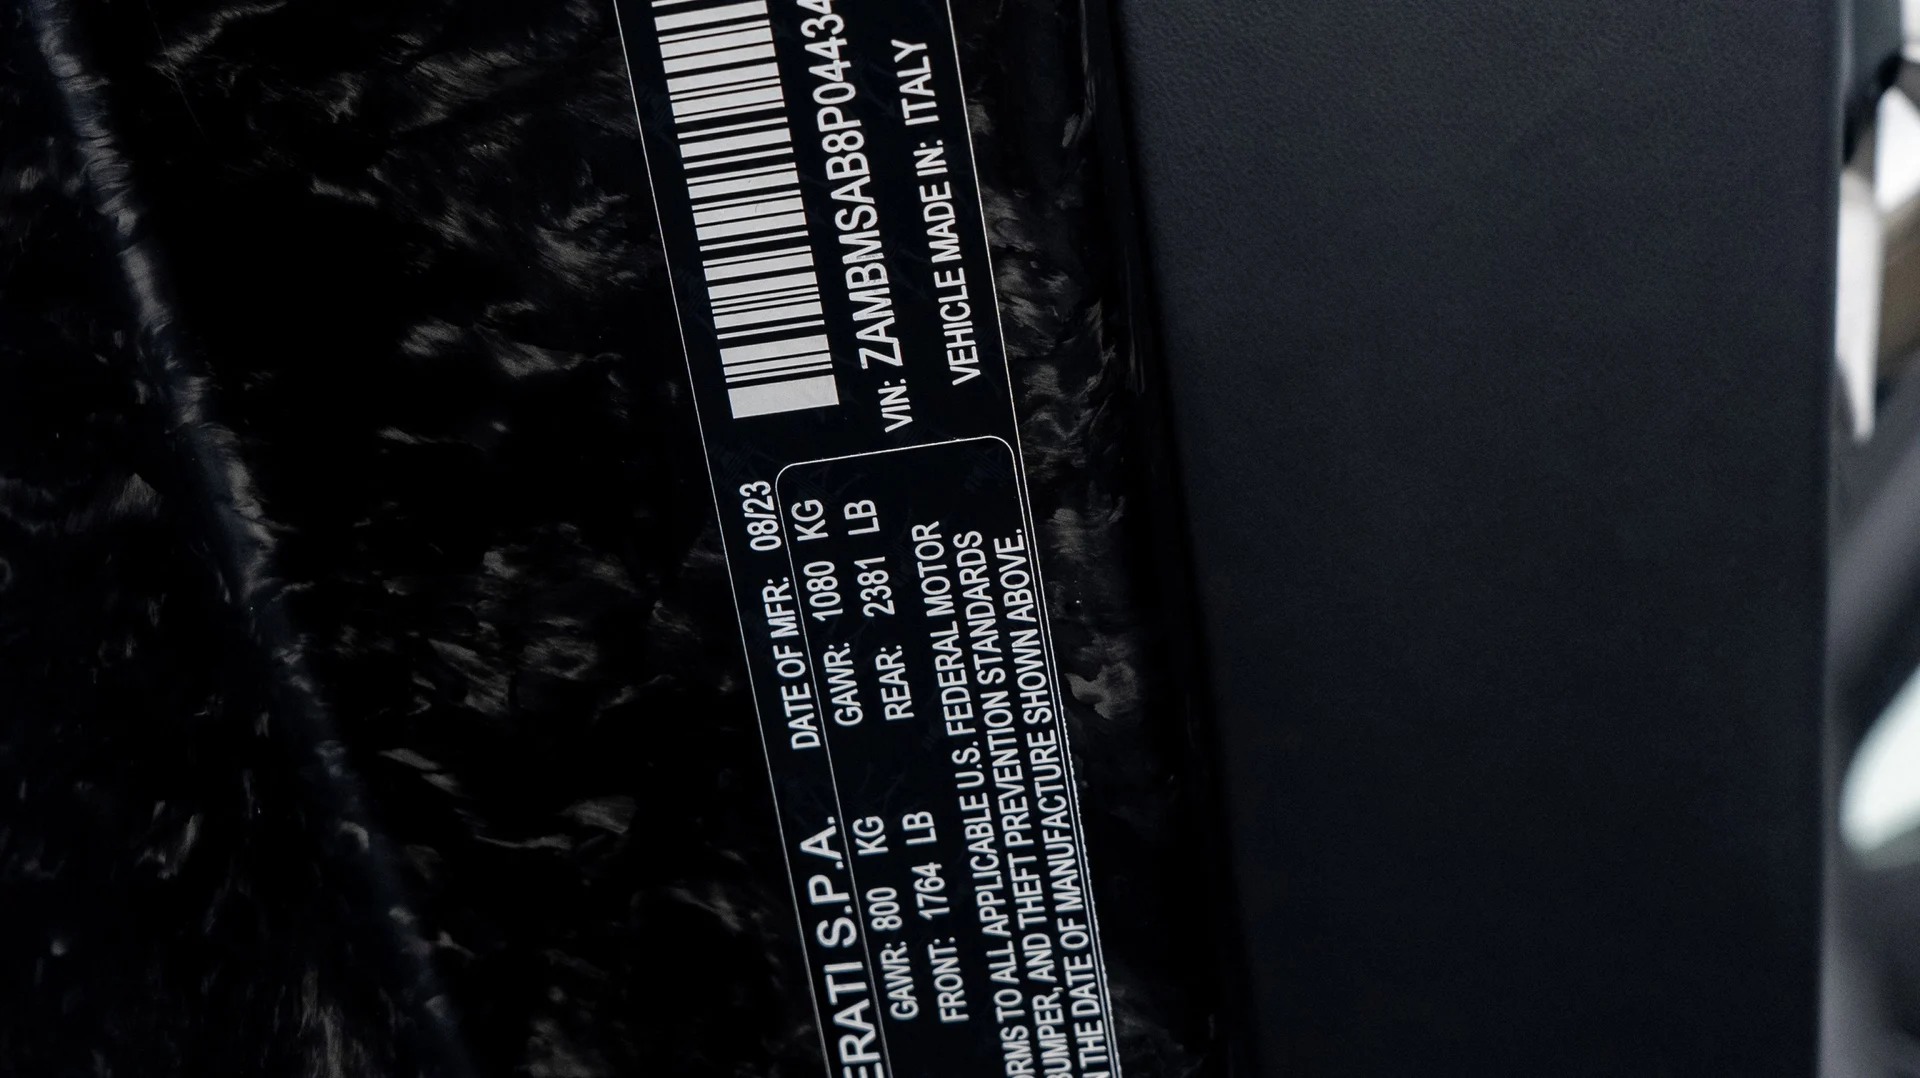 ERATI S.P.A. DATE OF MFR: 08/23
GAWR: 800 KG GAWR: 1080 KG
FRONT: 1764 LB REAR: 2381 LB
ORMS TO ALL APPLICABLE U.S. FEDERAL MOTOR
BUMPER, AND THEFT PREVENTION STANDARDS
N THE DATE OF MANUFACTURE SHOWN ABOVE.
VIN: ZAMBMSAB8P04434
VEHICLE MADE IN: ITALY